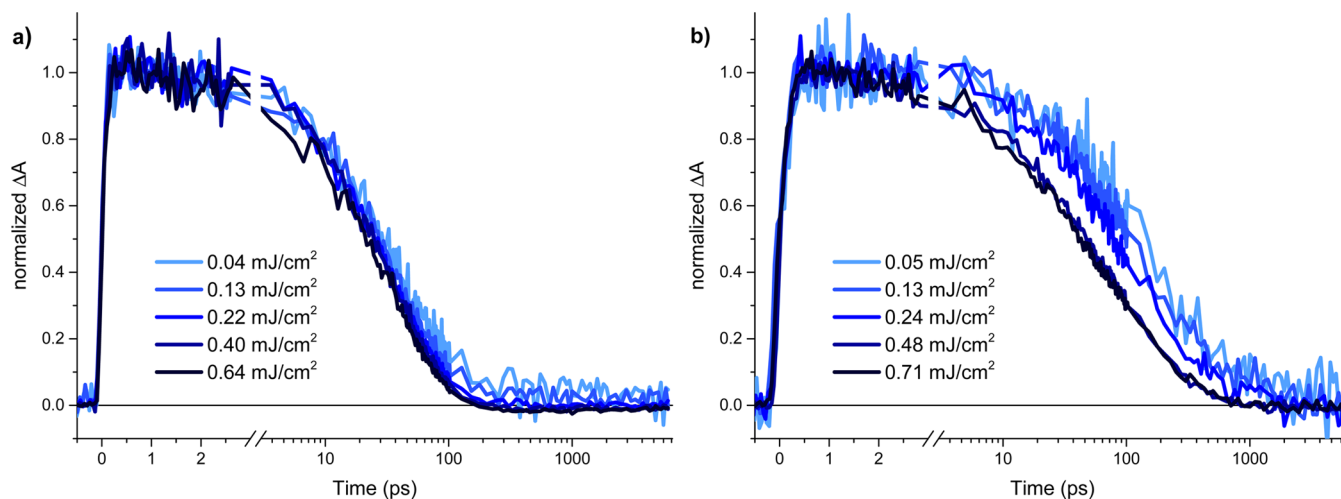 a)
normalized ΔA
1.0
0.8
0.6
0.4
0.2
0.0
0.04 mJ/cm²
0.13 mJ/cm²
0.22 mJ/cm²
0.40 mJ/cm²
0.64 mJ/cm²
0 1 2 10 100 1000
Time (ps)
b)
normalized ΔA
1.0
0.8
0.6
0.4
0.2
0.0
0.05 mJ/cm²
0.13 mJ/cm²
0.24 mJ/cm²
0.48 mJ/cm²
0.71 mJ/cm²
0 1 2 10 100 1000
Time (ps)